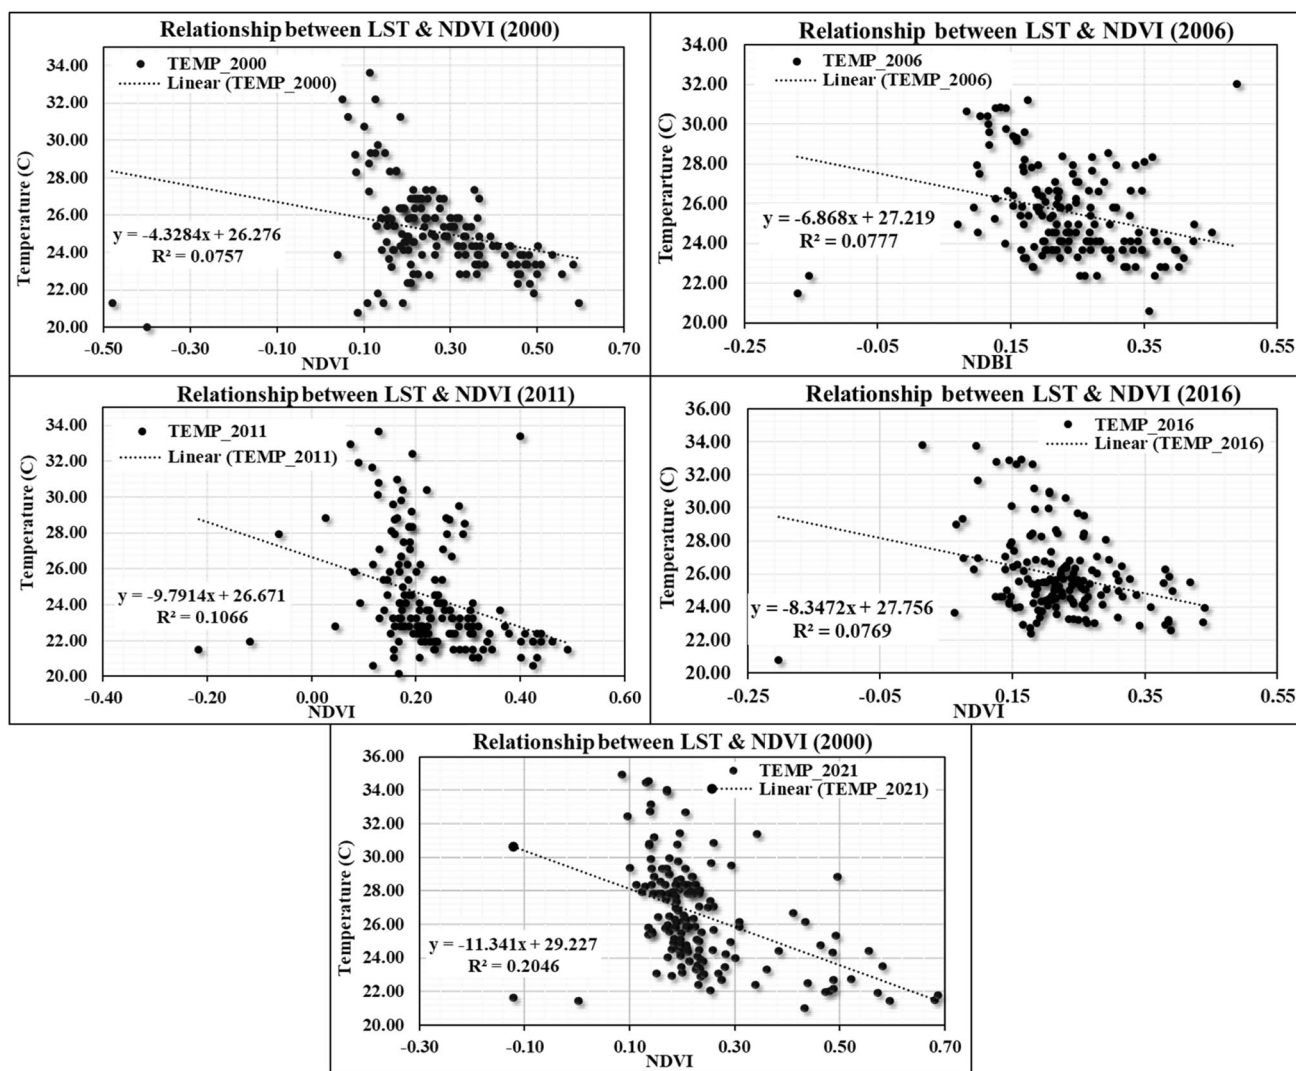 Relationship between LST & NDVI (2000)
34.00
32.00
30.00
28.00
26.00
24.00
22.00
20.00
Temperature (C)
TEMP_2000
Linear (TEMP_2000)
y = -4.3284x + 26.276
R² = 0.0757
-0.50
-0.30
-0.10
0.10
0.30
0.50
0.70
NDVI
Relationship between LST & NDVI (2006)
34.00
32.00
30.00
28.00
26.00
24.00
22.00
20.00
Temperarture (C)
TEMP_2006
Linear (TEMP_2006)
y = -6.868x + 27.219
R² = 0.0777
-0.25
-0.05
0.15
0.35
0.55
NDBI
Relationship between LST & NDVI (2011)
34.00
32.00
30.00
28.00
26.00
24.00
22.00
20.00
Temperature (C)
TEMP_2011
Linear (TEMP_2011)
y = -9.7914x + 26.671
R² = 0.1066
-0.40
-0.20
0.00
0.20
0.40
0.60
NDVI
Relationship between LST & NDVI (2016)
36.00
34.00
32.00
30.00
28.00
26.00
24.00
22.00
20.00
Temperature (C)
TEMP_2016
Linear (TEMP_2016)
y = -8.3472x + 27.756
R² = 0.0769
-0.25
-0.05
0.15
0.35
0.55
NDVI
Relationship between LST & NDVI (2000)
36.00
34.00
32.00
30.00
28.00
26.00
24.00
22.00
20.00
Temperature (C)
TEMP_2021
Linear (TEMP_2021)
y = -11.341x + 29.227
R² = 0.2046
-0.30
-0.10
0.10
0.30
0.50
0.70
NDVI